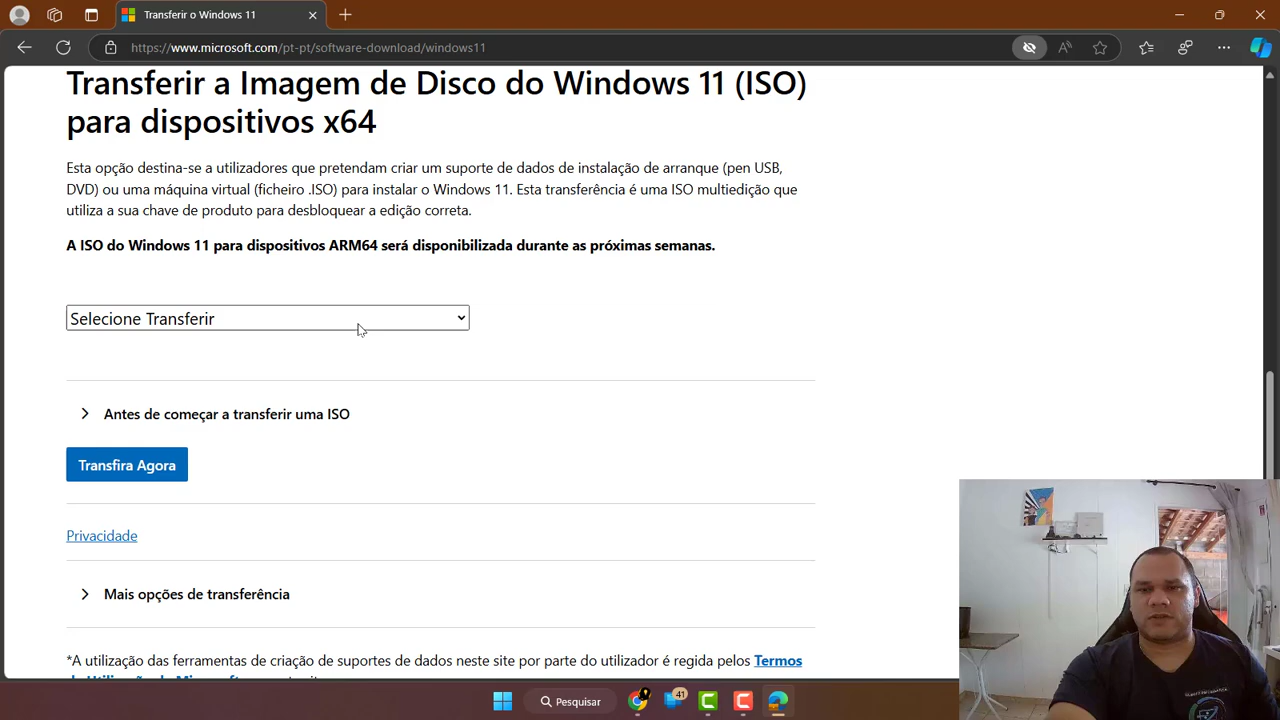 Transferir o Windows 11
https://www.microsoft.com/pt-pt/software-download/windows11
Transferir a Imagem de Disco do Windows 11 (ISO)
para dispositivos x64
Esta opção destina-se a utilizadores que pretendam criar um suporte de dados de instalação de arranque (pen USB,
DVD) ou uma máquina virtual (ficheiro .ISO) para instalar o Windows 11. Esta transferência é uma ISO multiedição que
utiliza a sua chave de produto para desbloquear a edição correta.
A ISO do Windows 11 para dispositivos ARM64 será disponibilizada durante as próximas semanas.
Selecione Transferir
Antes de começar a transferir uma ISO
Transfira Agora
Privacidade
Mais opções de transferência
*A utilização das ferramentas de criação de suportes de dados neste site por parte do utilizador é regida pelos Termos
Pesquisar
41